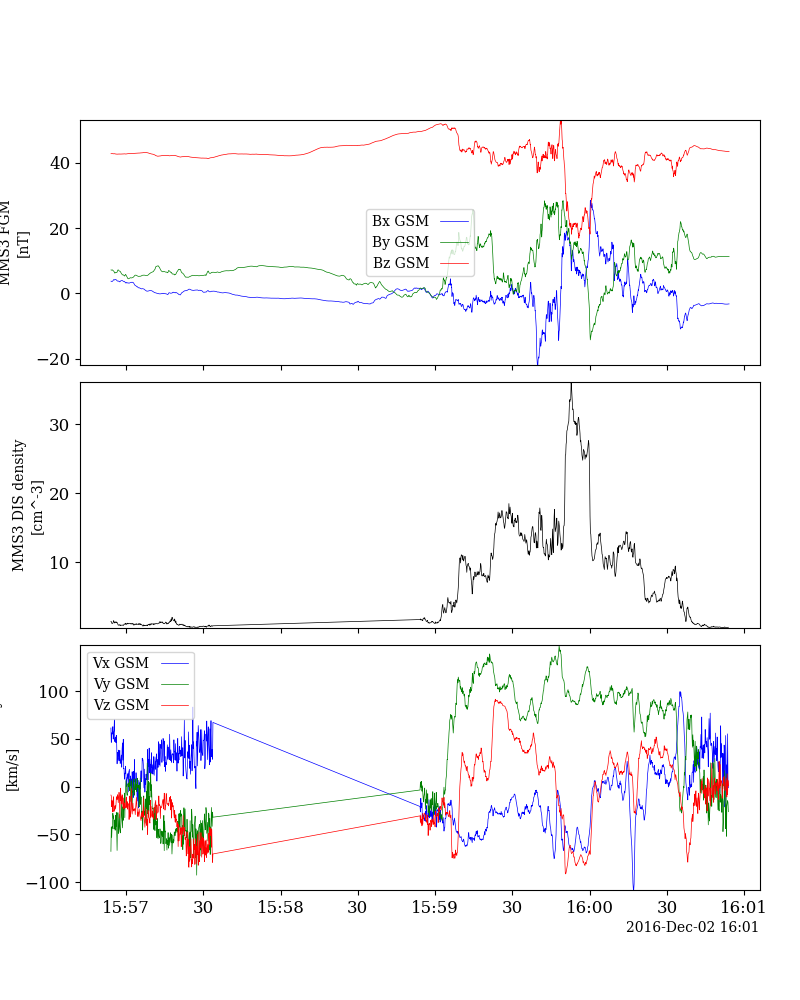 MMS3 FGM
[nT]
40
20
0
−20
Bx GSM
By GSM
Bz GSM
MMS3 DIS density
[cm^-3]
30
20
10
[km/s]
100
50
0
−50
−100
Vx GSM
Vy GSM
Vz GSM
15:57
30
15:58
30
15:59
30
16:00
30
16:01
2016-Dec-02 16:01